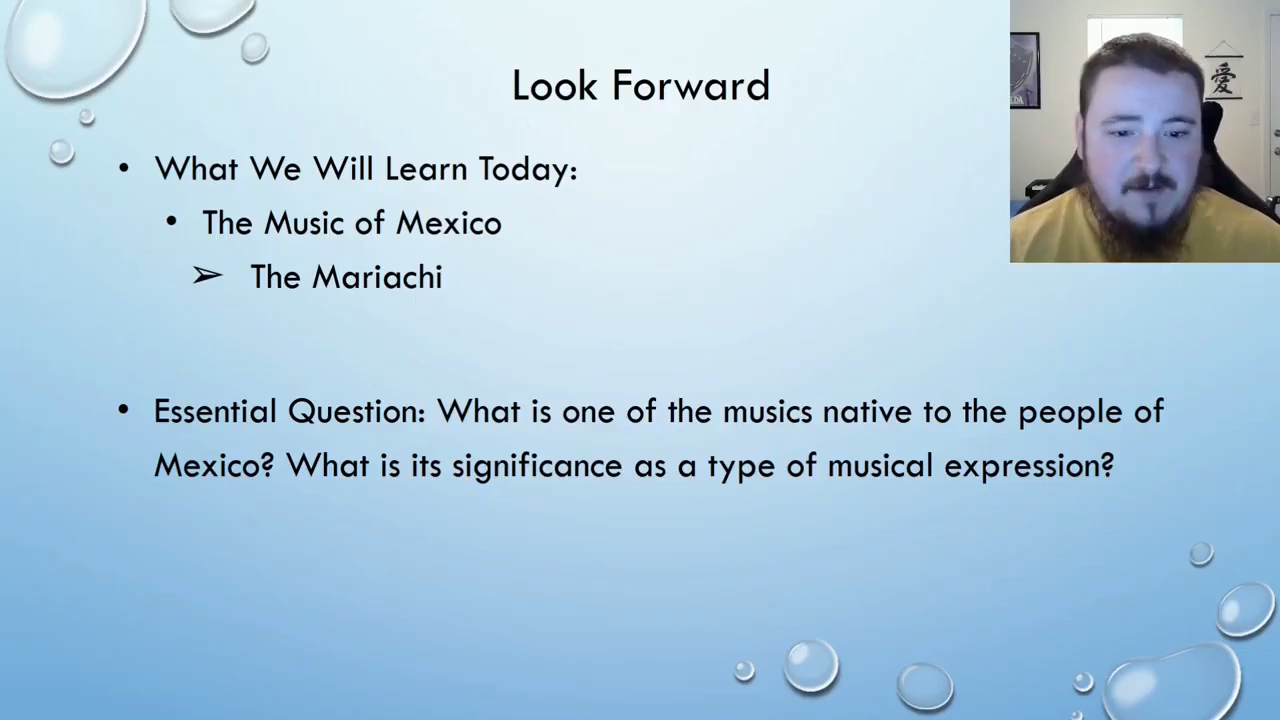 Look Forward
• What We Will Learn Today:
• The Music of Mexico
➢ The Mariachi
• Essential Question: What is one of the musics native to the people of
Mexico? What is its significance as a type of musical expression?
愛